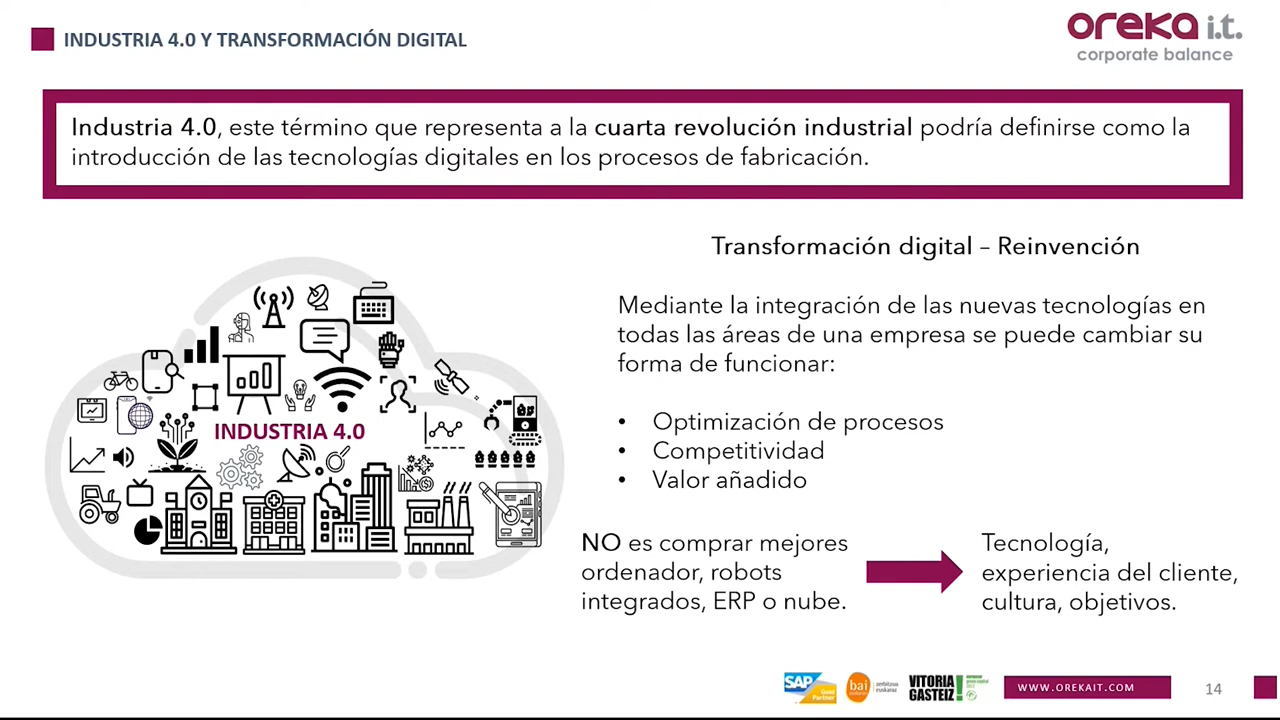 INDUSTRIA 4.0 Y TRANSFORMACIÓN DIGITAL
oreka i.t.
corporate balance
Industria 4.0, este término que representa a la cuarta revolución industrial podría definirse como la
introducción de las tecnologías digitales en los procesos de fabricación.
Transformación digital – Reinvención
Mediante la integración de las nuevas tecnologías en
todas las áreas de una empresa se puede cambiar su
forma de funcionar:
• Optimización de procesos
• Competitividad
• Valor añadido
INDUSTRIA 4.0
NO es comprar mejores
ordenador, robots
integrados, ERP o nube.
Tecnología,
experiencia del cliente,
cultura, objetivos.
SAP
Gold
Partner
bai
euskaraz
VITORIA
GASTEIZ
WWW.OREKAIT.COM
14